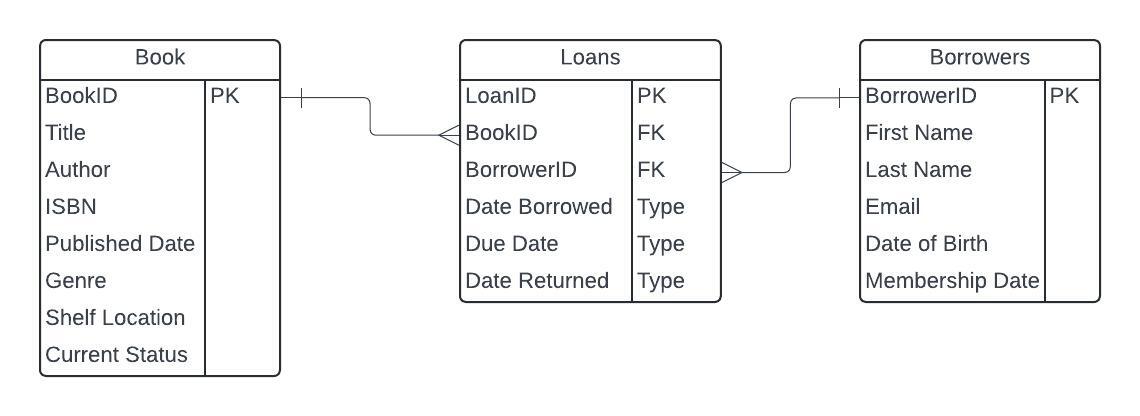 Book
BookID PK
Title
Author
ISBN
Published Date
Genre
Shelf Location
Current Status
Loans
LoanID PK
BookID FK
BorrowerID FK
Date Borrowed Type
Due Date Type
Date Returned Type
Borrowers
BorrowerID PK
First Name
Last Name
Email
Date of Birth
Membership Date